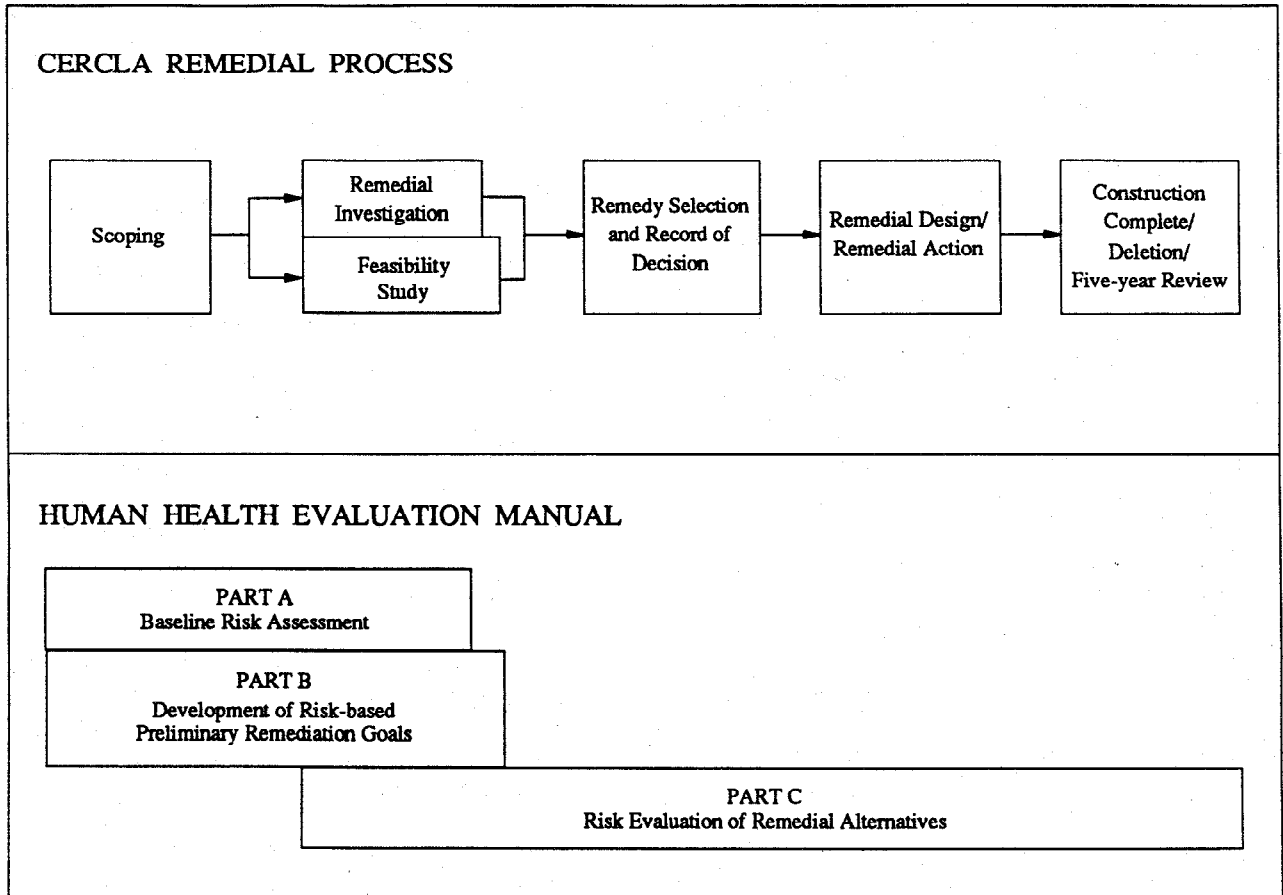 CERCLA REMEDIAL PROCESS
Scoping
Remedial
Investigation
Feasibility
Study
Remedy Selection
and Record of
Decision
Remedial Design/
Remedial Action
Construction
Complete/
Deletion/
Five-year Review
HUMAN HEALTH EVALUATION MANUAL
PART A
Baseline Risk Assessment
PART B
Development of Risk-based
Preliminary Remediation Goals
PART C
Risk Evaluation of Remedial Alternatives